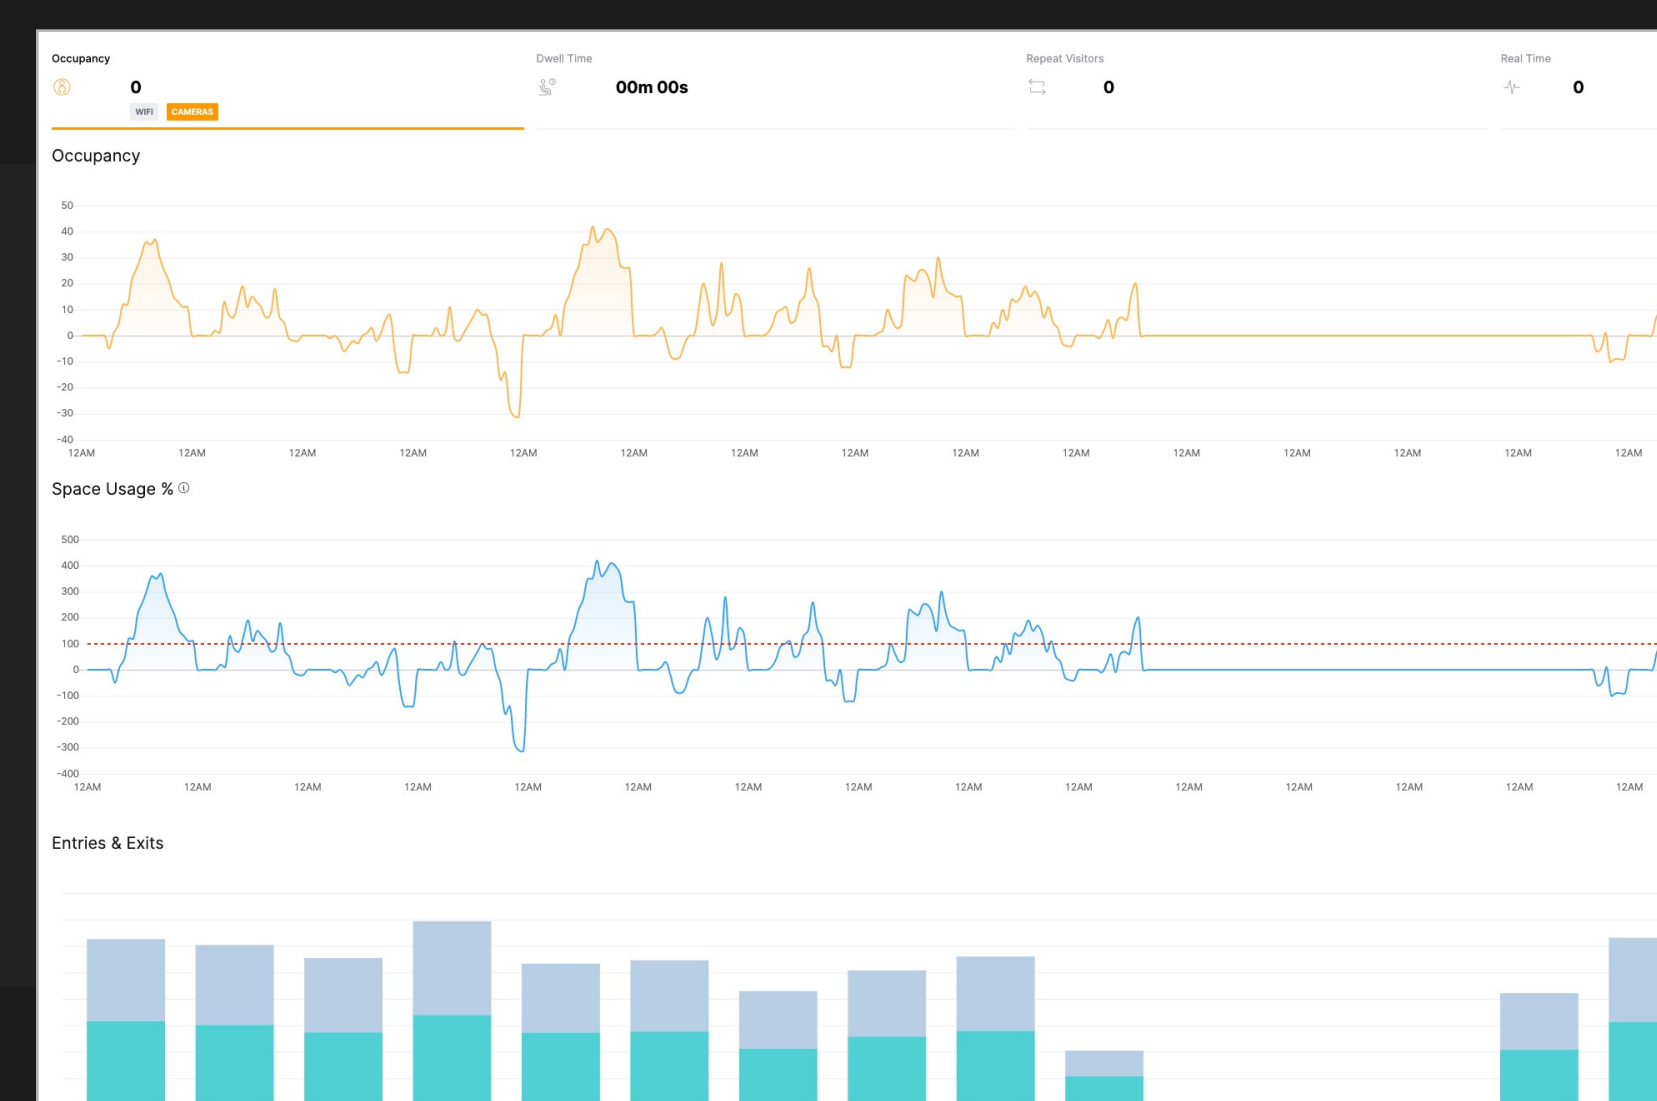 Occupancy Dwell Time Repeat Visitors Real Time
0 00m 00s 0 0
WIFI CAMERAS
Occupancy
50
40
30
20
10
0
-10
-20
-30
-40
12AM 12AM 12AM 12AM 12AM 12AM 12AM 12AM 12AM 12AM 12AM 12AM 12AM 12AM 12AM
Space Usage %
500
400
300
200
100
0
-100
-200
-300
-400
12AM 12AM 12AM 12AM 12AM 12AM 12AM 12AM 12AM 12AM 12AM 12AM 12AM 12AM 12AM
Entries & Exits